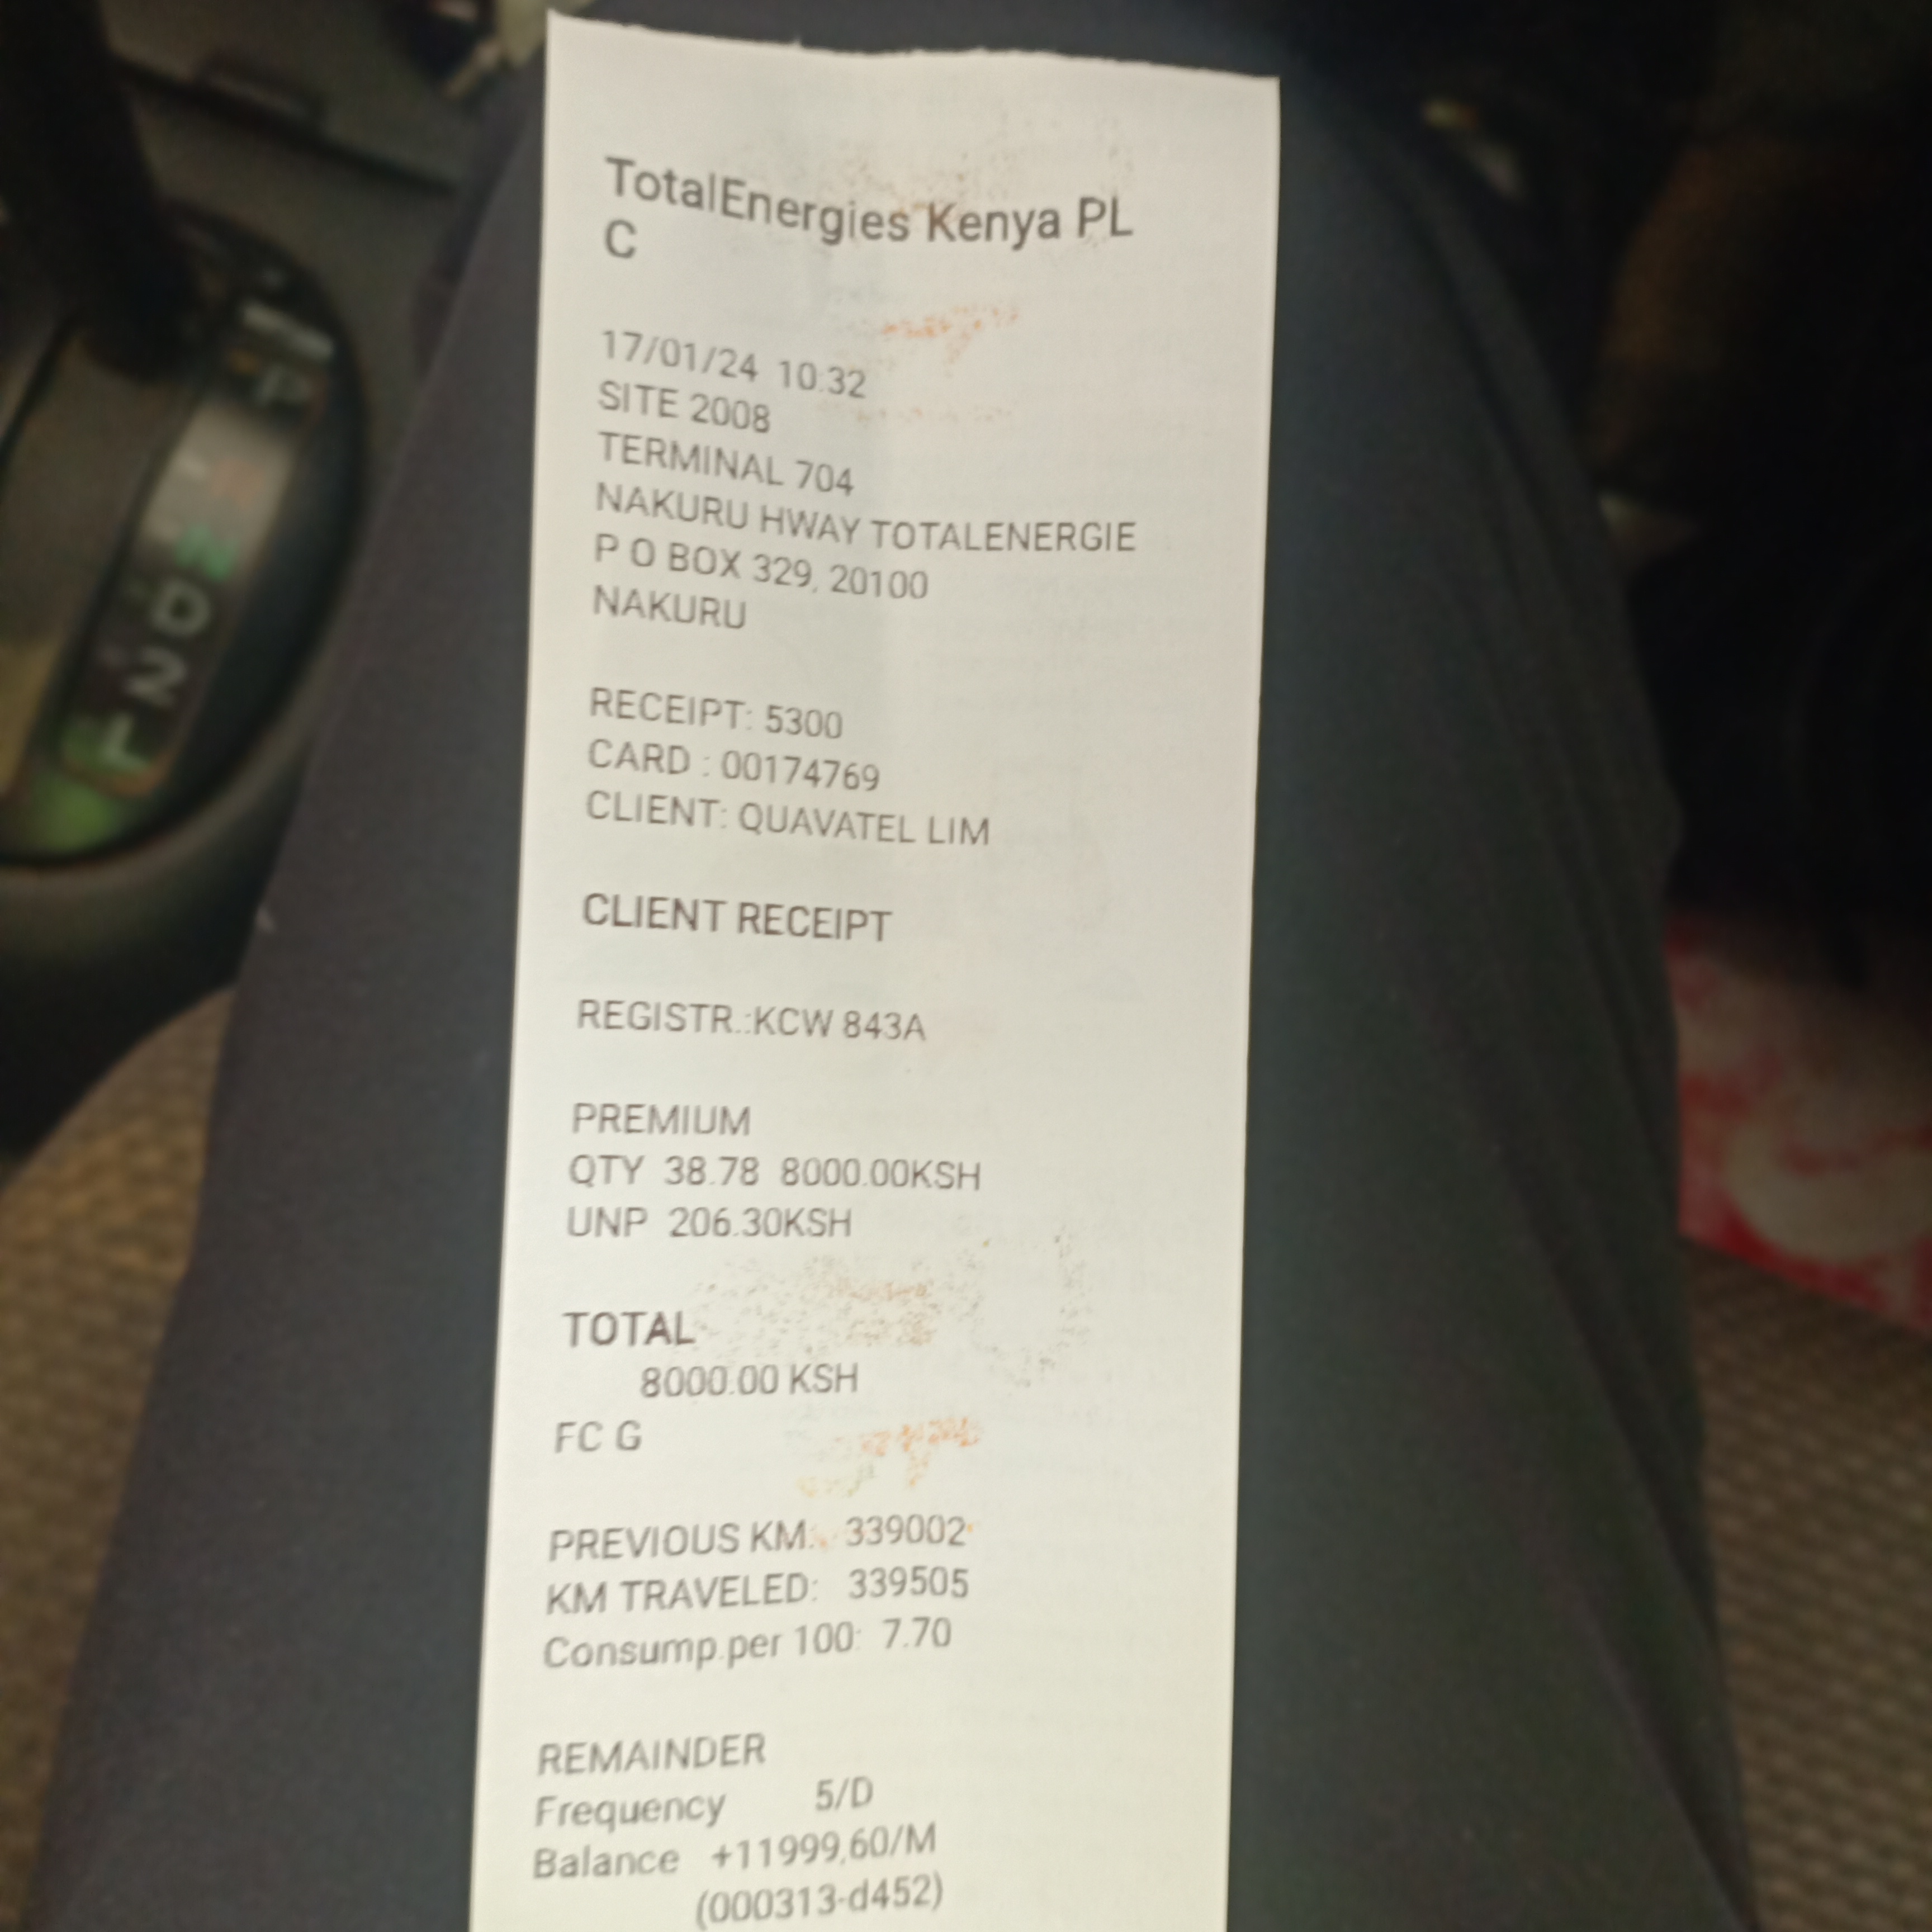 TotalEnergies Kenya PL
C
17/01/24 10:32
SITE 2008
TERMINAL 704
NAKURU HWAY TOTALENERGIE
P O BOX 329, 20100
NAKURU
RECEIPT: 5300
CARD : 00174769
CLIENT: QUAVATEL LIM
CLIENT RECEIPT
REGISTR.:KCW 843A
PREMIUM
QTY 38.78 8000.00KSH
UNP 206.30KSH
TOTAL
8000.00 KSH
FC G
PREVIOUS KM: 339002
KM TRAVELED: 339505
Consump.per 100: 7.70
REMAINDER
Frequency 5/D
Balance +11999,60/M
(000313-d452)
P
R
N
D
2
L